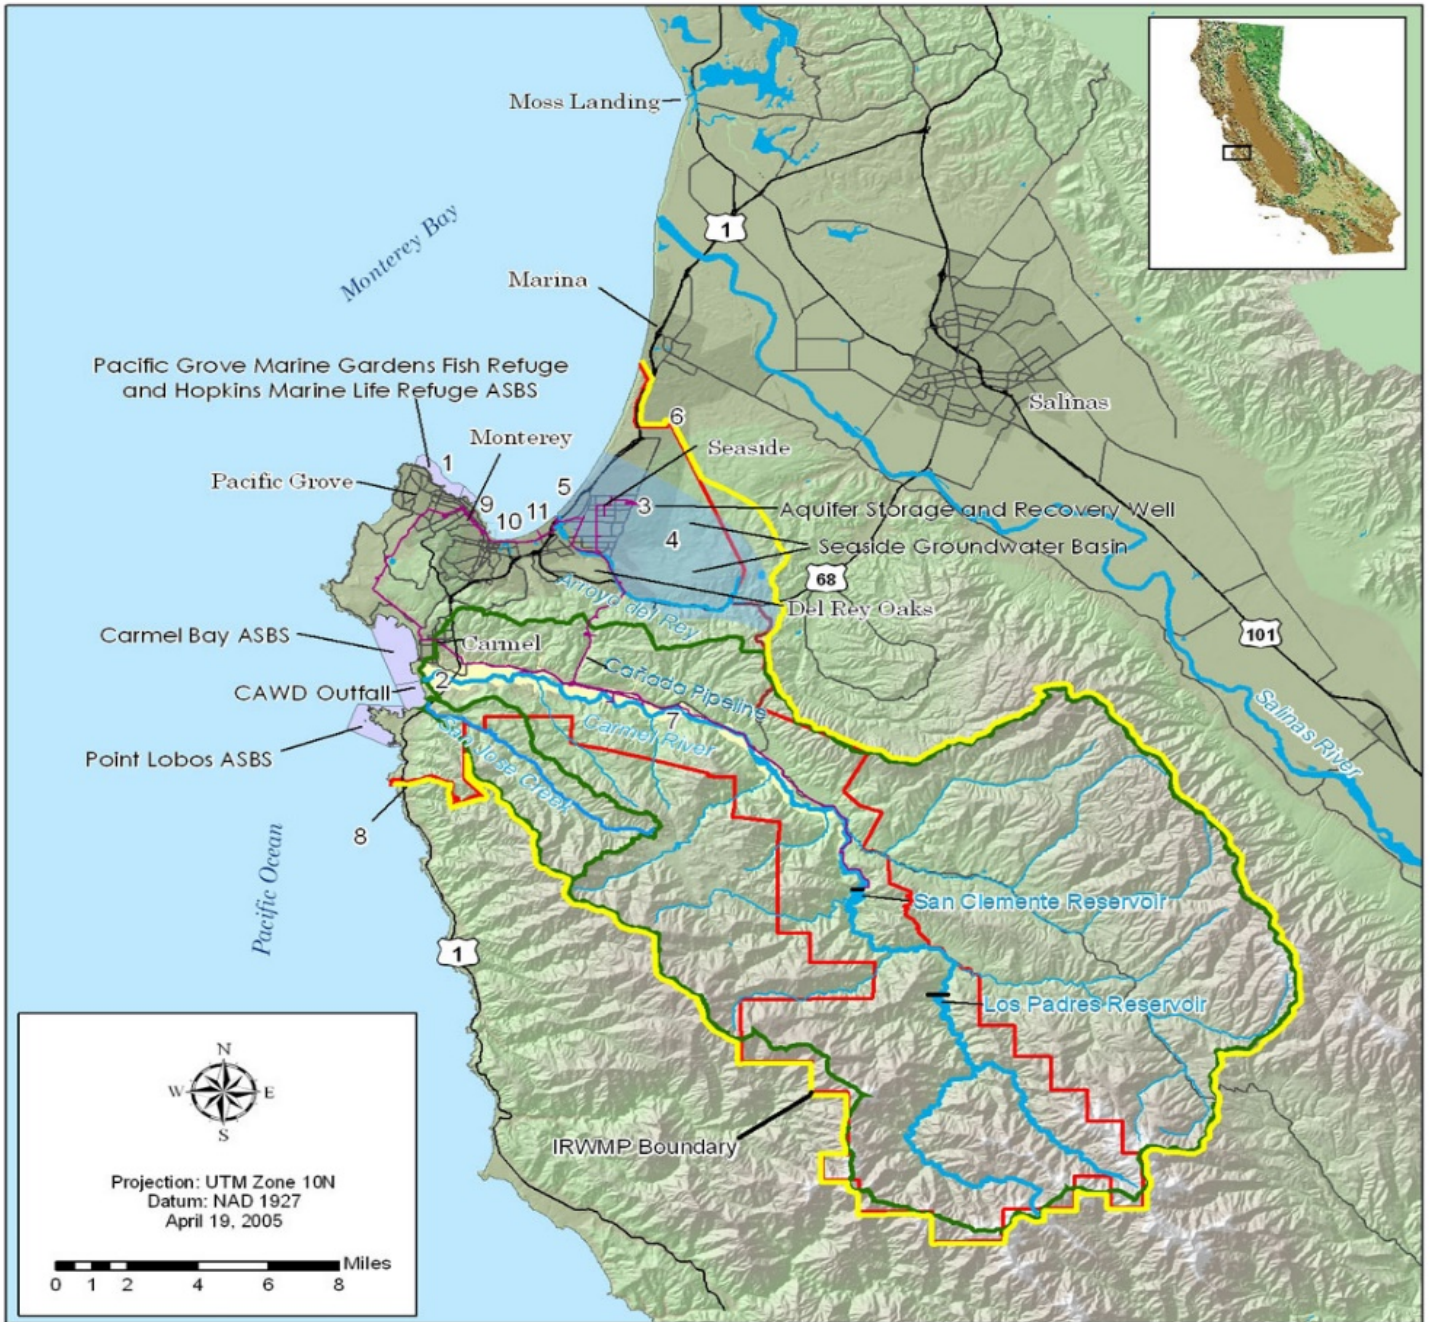 Moss Landing
1
Monterey Bay
Marina
Pacific Grove Marine Gardens Fish Refuge
and Hopkins Marine Life Refuge ASBS
Salinas
6
Monterey
Seaside
1
Pacific Grove
5
9
3
Aquifer Storage and Recovery Well
10
11
4
Seaside Groundwater Basin
68
Arroyo del Rey
Del Rey Oaks
101
Carmel Bay ASBS
Carmel
Cañada Pipeline
CAWD Outfall
2
7
Salinas River
Carmel River
San Jose Creek
Point Lobos ASBS
8
Pacific Ocean
San Clemente Reservoir
1
Los Padres Reservoir
IRWMP Boundary
N
W
E
S
Projection: UTM Zone 10N
Datum: NAD 1927
April 19, 2005
Miles
0 1 2 4 6 8